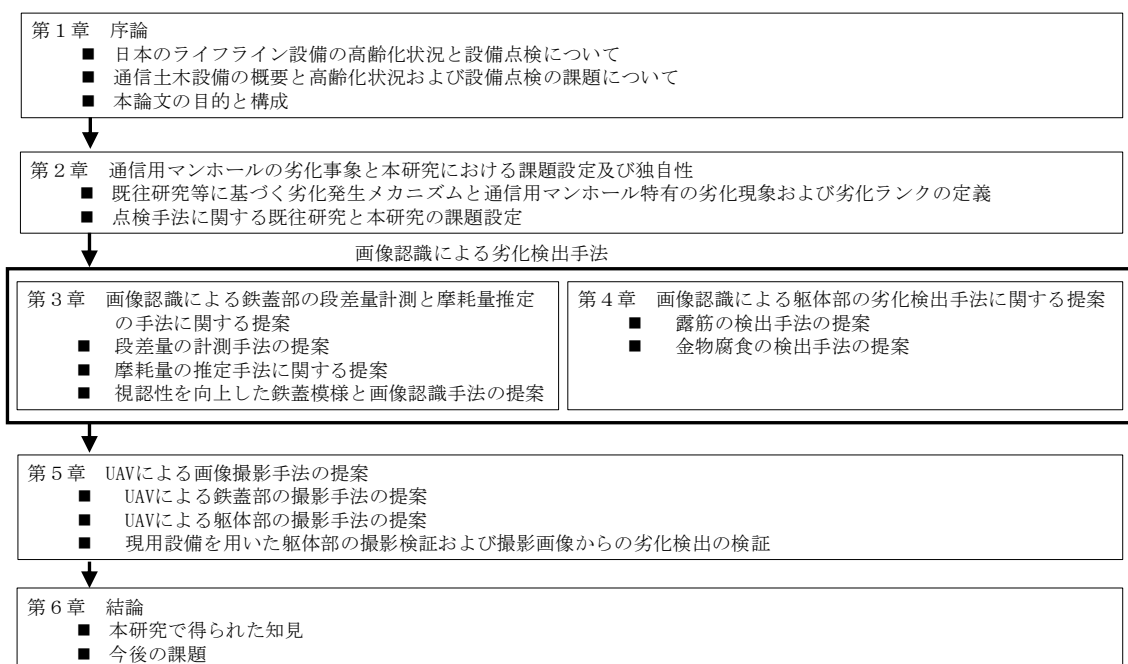 第１章　序論
■　日本のライフライン設備の高齢化状況と設備点検について
■　通信土木設備の概要と高齢化状況および設備点検の課題について
■　本論文の目的と構成
第２章　通信用マンホールの劣化事象と本研究における課題設定及び独自性
■　既往研究等に基づく劣化発生メカニズムと通信用マンホール特有の劣化現象および劣化ランクの定義
■　点検手法に関する既往研究と本研究の課題設定
画像認識による劣化検出手法
第３章　画像認識による鉄蓋部の段差量計測と摩耗量推定
の手法に関する提案
■　段差量の計測手法の提案
■　摩耗量の推定手法に関する提案
■　視認性を向上した鉄蓋模様と画像認識手法の提案
第４章　画像認識による躯体部の劣化検出手法に関する提案
■　露筋の検出手法の提案
■　金物腐食の検出手法の提案
第５章　UAVによる画像撮影手法の提案
■　UAVによる鉄蓋部の撮影手法の提案
■　UAVによる躯体部の撮影手法の提案
■　現用設備を用いた躯体部の撮影検証および撮影画像からの劣化検出の検証
第６章　結論
■　本研究で得られた知見
■　今後の課題